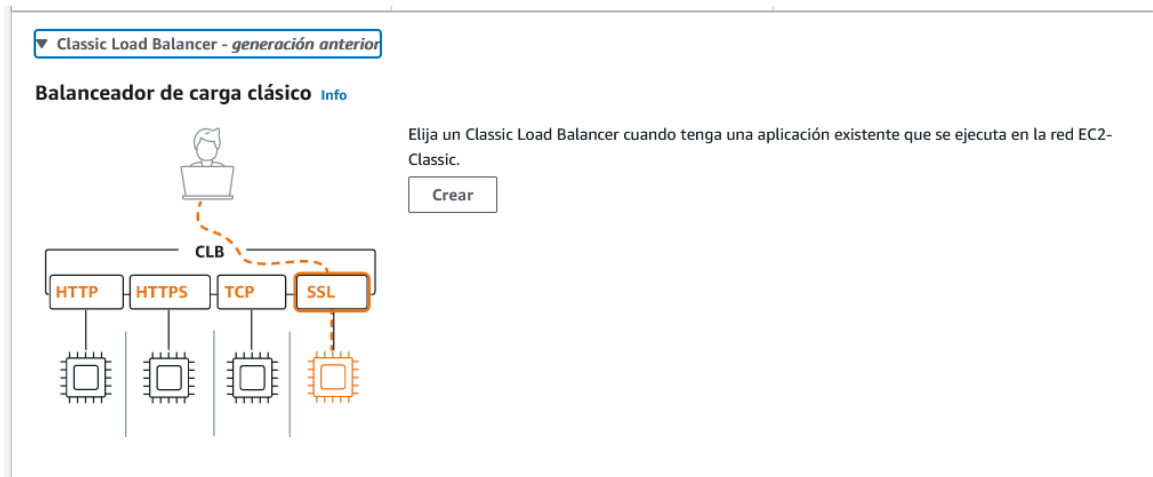 Classic Load Balancer - generación anterior
Balanceador de carga clásico Info
Elija un Classic Load Balancer cuando tenga una aplicación existente que se ejecuta en la red EC2-
Classic.
Crear
CLB
HTTP HTTPS TCP SSL